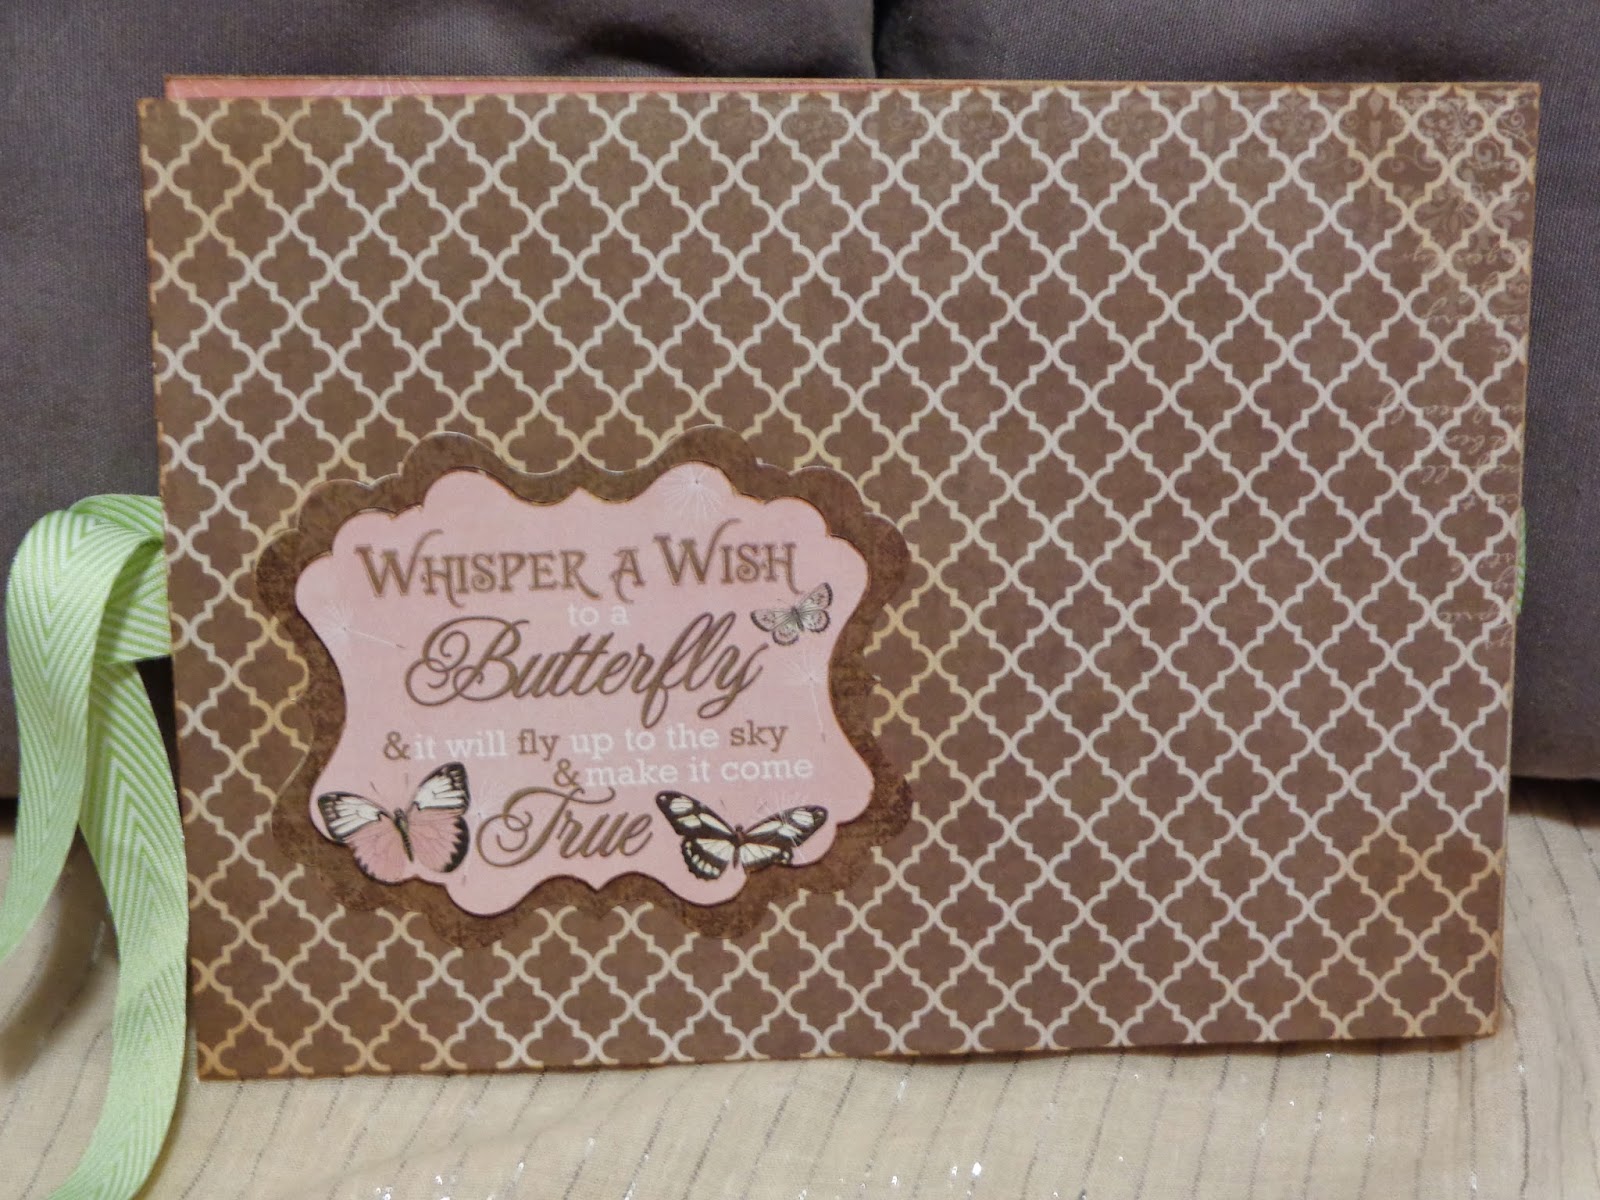 WHISPER A WISH
to a
Butterfly
& it will fly up to the sky
& make it come
True